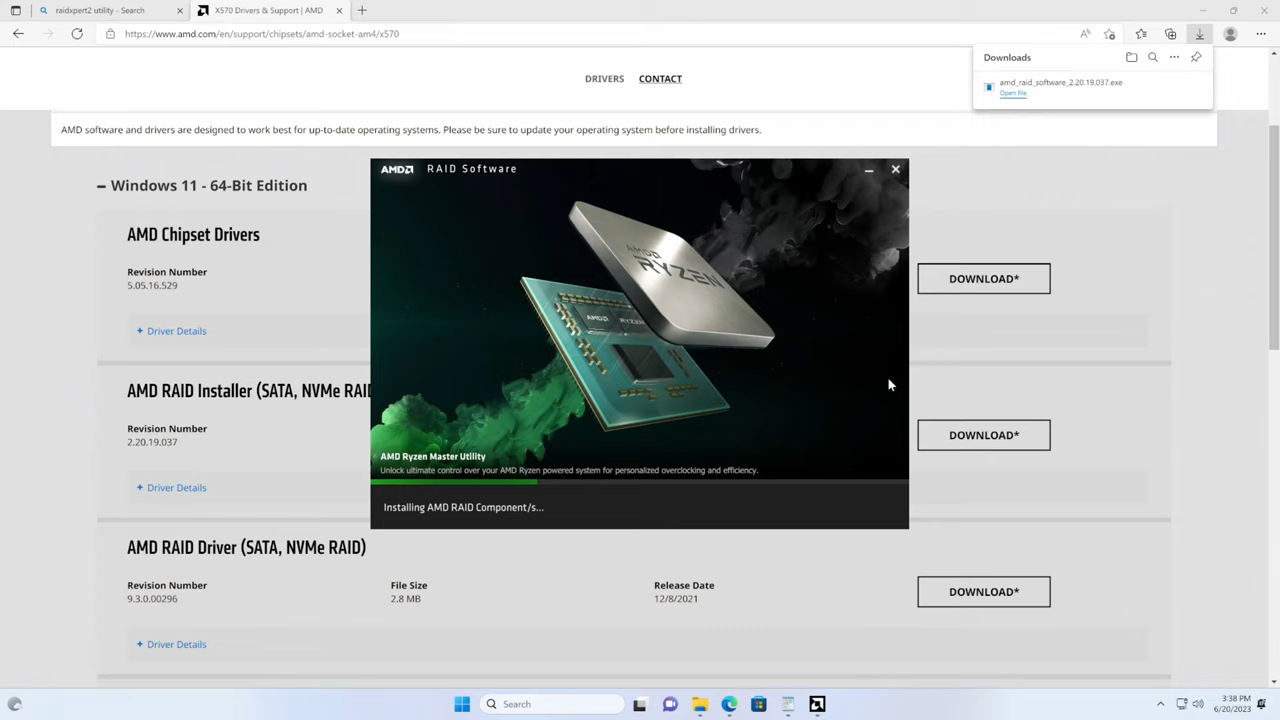 raidxpert2 utility - Search
X570 Drivers & Support | AMD
https://www.amd.com/en/support/chipsets/amd-socket-am4/x570
Downloads
amd_raid_software_2.20.19.037.exe
Open file
DRIVERS
CONTACT
AMD software and drivers are designed to work best for up-to-date operating systems. Please be sure to update your operating system before installing drivers.
− Windows 11 - 64-Bit Edition
AMD Chipset Drivers
Revision Number
5.05.16.529
DOWNLOAD*
+ Driver Details
AMD RAID Installer (SATA, NVMe RAID
Revision Number
2.20.19.037
DOWNLOAD*
+ Driver Details
AMD RAID Driver (SATA, NVMe RAID)
Revision Number
File Size
Release Date
9.3.0.00296
2.8 MB
12/8/2021
DOWNLOAD*
+ Driver Details
AMD RAID Software
AMD
RYZEN
AMD RYZEN
AMD Ryzen Master Utility
Unlock ultimate control over your AMD Ryzen powered system for personalized overclocking and efficiency.
Installing AMD RAID Component/s...
Search
3:38 PM
6/20/2023